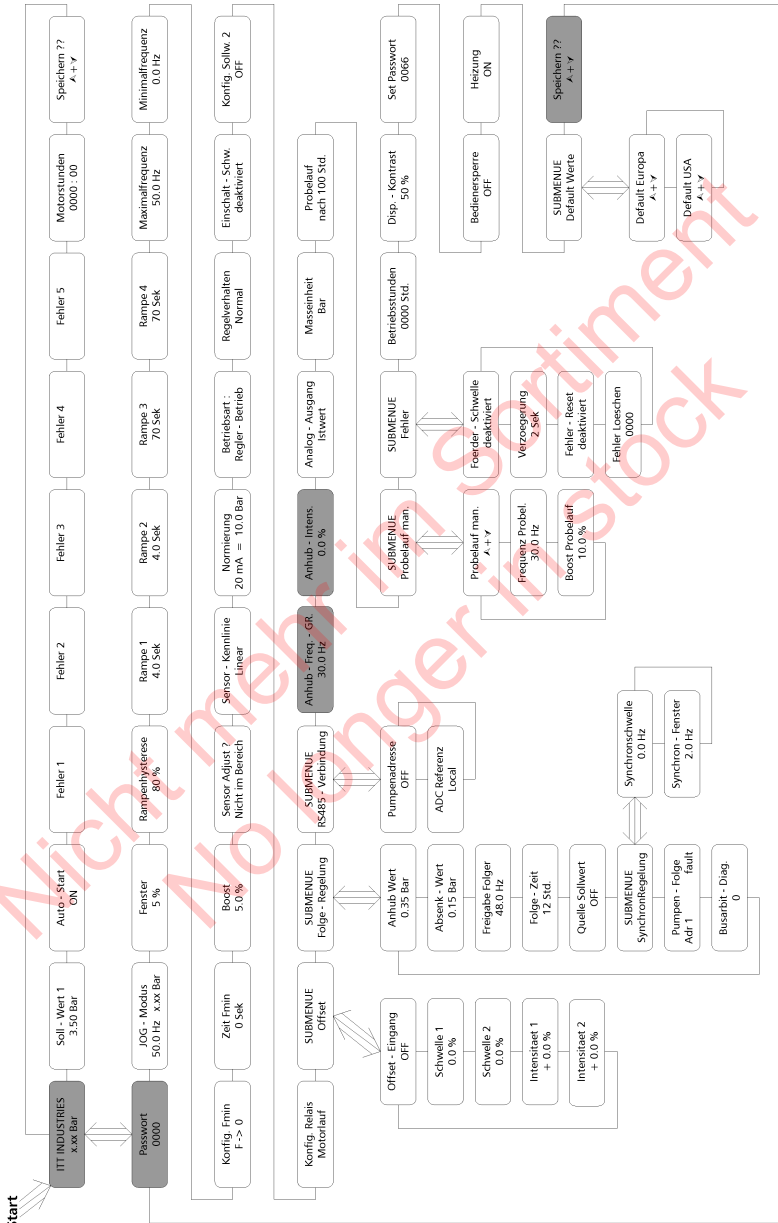 Start
ITT INDUSTRIES
x.xx Bar
Soll - Wert 1
3.50 Bar
Auto - Start
ON
Fehler 1
Fehler 2
Fehler 3
Fehler 4
Fehler 5
Motorstunden
0000 : 00
Speichern ??
⋏ + ⋎
Passwort
0000
JOG - Modus
50.0 Hz x.xx Bar
Fenster
5 %
Rampenhysterese
80 %
Rampe 1
4.0 Sek
Rampe 2
4.0 Sek
Rampe 3
70 Sek
Rampe 4
70 Sek
Maximalfrequenz
50.0 Hz
Minimalfrequenz
0.0 Hz
Konfig. Fmin
F -> 0
Zeit Fmin
0 Sek
Boost
5.0 %
Sensor Adjust ?
Nicht im Bereich
Sensor - Kennlinie
Linear
Normierung
20 mA = 10.0 Bar
Betriebsart :
Regler - Betrieb
Regelverhalten
Normal
Einschalt - Schw.
deaktiviert
Konfig. Sollw. 2
OFF
Konfig. Relais
Motorlauf
SUBMENUE
Offset
SUBMENUE
Folge - Regelung
SUBMENUE
RS485 - Verbindung
Anhub - Freq. - GR.
30.0 Hz
Anhub - Intens.
0.0 %
Analog - Ausgang
Istwert
Masseinheit
Bar
Probelauf
nach 100 Std.
Offset - Eingang
OFF
Schwelle 1
0.0 %
Schwelle 2
0.0 %
Intensitaet 1
+ 0.0 %
Intensitaet 2
+ 0.0 %
Anhub Wert
0.35 Bar
Absenk - Wert
0.15 Bar
Freigabe Folger
48.0 Hz
Folge - Zeit
12 Std.
Quelle Sollwert
OFF
SUBMENUE
SynchronRegelung
Pumpen - Folge
Adr 1 fault
Busarbit - Diag.
0
Synchronschwelle
0.0 Hz
Synchron - Fenster
2.0 Hz
Pumpenadresse
OFF
ADC Referenz
Local
SUBMENUE
Probelauf man.
SUBMENUE
Fehler
Betriebsstunden
0000 Std.
Disp. - Kontrast
50 %
Set Passwort
0066
Probelauf man.
⋏ + ⋎
Frequenz Probel.
30.0 Hz
Boost Probelauf
10.0 %
Foerder - Schwelle
deaktiviert
Verzoegerung
2 Sek
Fehler - Reset
deaktiviert
Fehler Loeschen
0000
Bedienersperre
OFF
Heizung
ON
SUBMENUE
Default Werte
Speichern ??
⋏ + ⋎
Default Europa
⋏ + ⋎
Default USA
⋏ + ⋎
Nicht mehr im Sortiment
No longer in stock